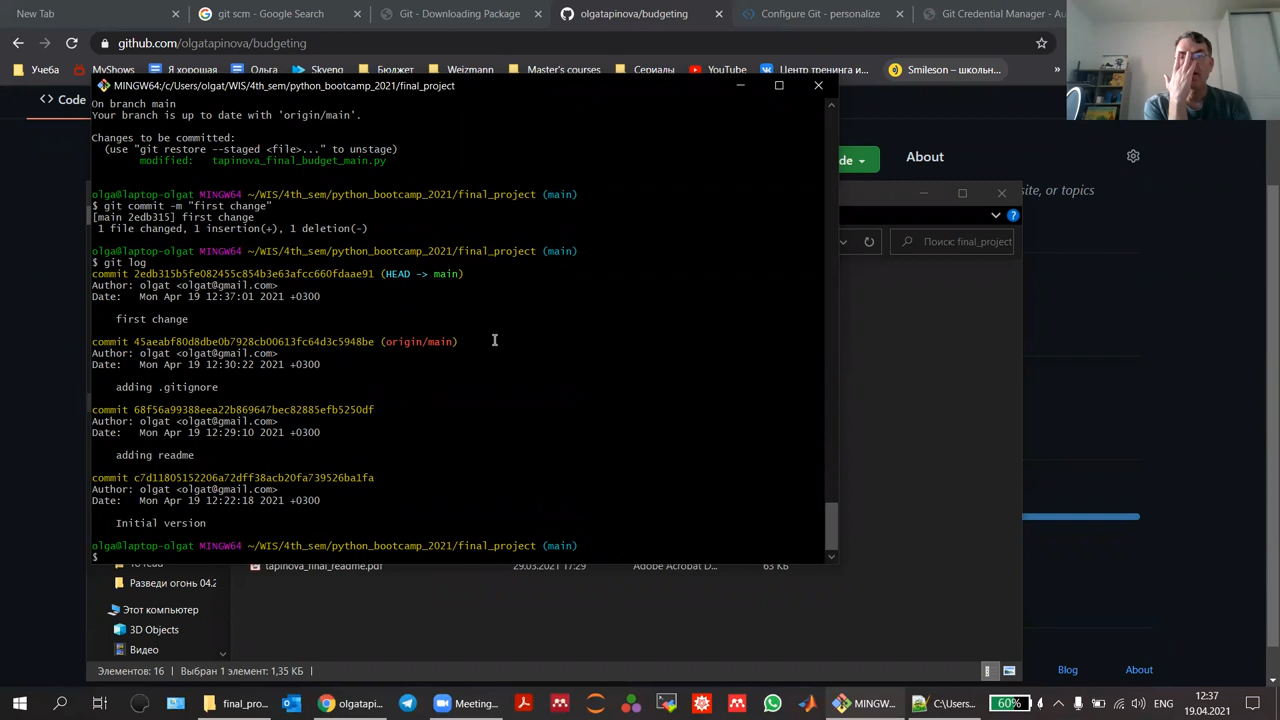 New Tab
git scm - Google Search
Git - Downloading Package
olgatapinova/budgeting
Configure Git - personalize
Git Credential Manager - Au
github.com/olgatapinova/budgeting
Учеба
MyShows
Я хорошая
Ольга
Skyeng
Бюджет
Weizmann
Master's courses
Сериалы
YouTube
Центр тренинга и...
Smileson — школьн...
»
<> Code
MINGW64:/c/Users/olgat/WIS/4th_sem/python_bootcamp_2021/final_project
On branch main
Your branch is up to date with 'origin/main'.
Changes to be committed:
(use "git restore --staged <file>..." to unstage)
modified: tapinova_final_budget_main.py
olga@laptop-olgat MINGW64 ~/WIS/4th_sem/python_bootcamp_2021/final_project (main)
$ git commit -m "first change"
[main 2edb315] first change
1 file changed, 1 insertion(+), 1 deletion(-)
olga@laptop-olgat MINGW64 ~/WIS/4th_sem/python_bootcamp_2021/final_project (main)
$ git log
commit 2edb315b5fe082455c854b3e63afcc660fdaae91 (HEAD -> main)
Author: olgat <olgat@gmail.com>
Date: Mon Apr 19 12:37:01 2021 +0300
first change
commit 45aeabf80d8dbe0b7928cb00613fc64d3c5948be (origin/main)
Author: olgat <olgat@gmail.com>
Date: Mon Apr 19 12:30:22 2021 +0300
adding .gitignore
commit 68f56a99388eea22b869647bec82885efb5250df
Author: olgat <olgat@gmail.com>
Date: Mon Apr 19 12:29:10 2021 +0300
adding readme
commit c7d11805152206a72dff38acb20fa739526ba1fa
Author: olgat <olgat@gmail.com>
Date: Mon Apr 19 12:22:18 2021 +0300
Initial version
olga@laptop-olgat MINGW64 ~/WIS/4th_sem/python_bootcamp_2021/final_project (main)
$
de
About
site, or topics
Поиск: final_project
To read
tapinova_final_readme.pdf
29.03.2021 17:29
Adobe Acrobat D...
63 КБ
Разведи огонь 04.2
Этот компьютер
3D Objects
Видео
Элементов: 16
Выбран 1 элемент: 1,35 КБ
Blog
About
final_pro...
olgatapi...
Meeting...
MINGW...
C:\Users...
60%
ENG
12:37
19.04.2021